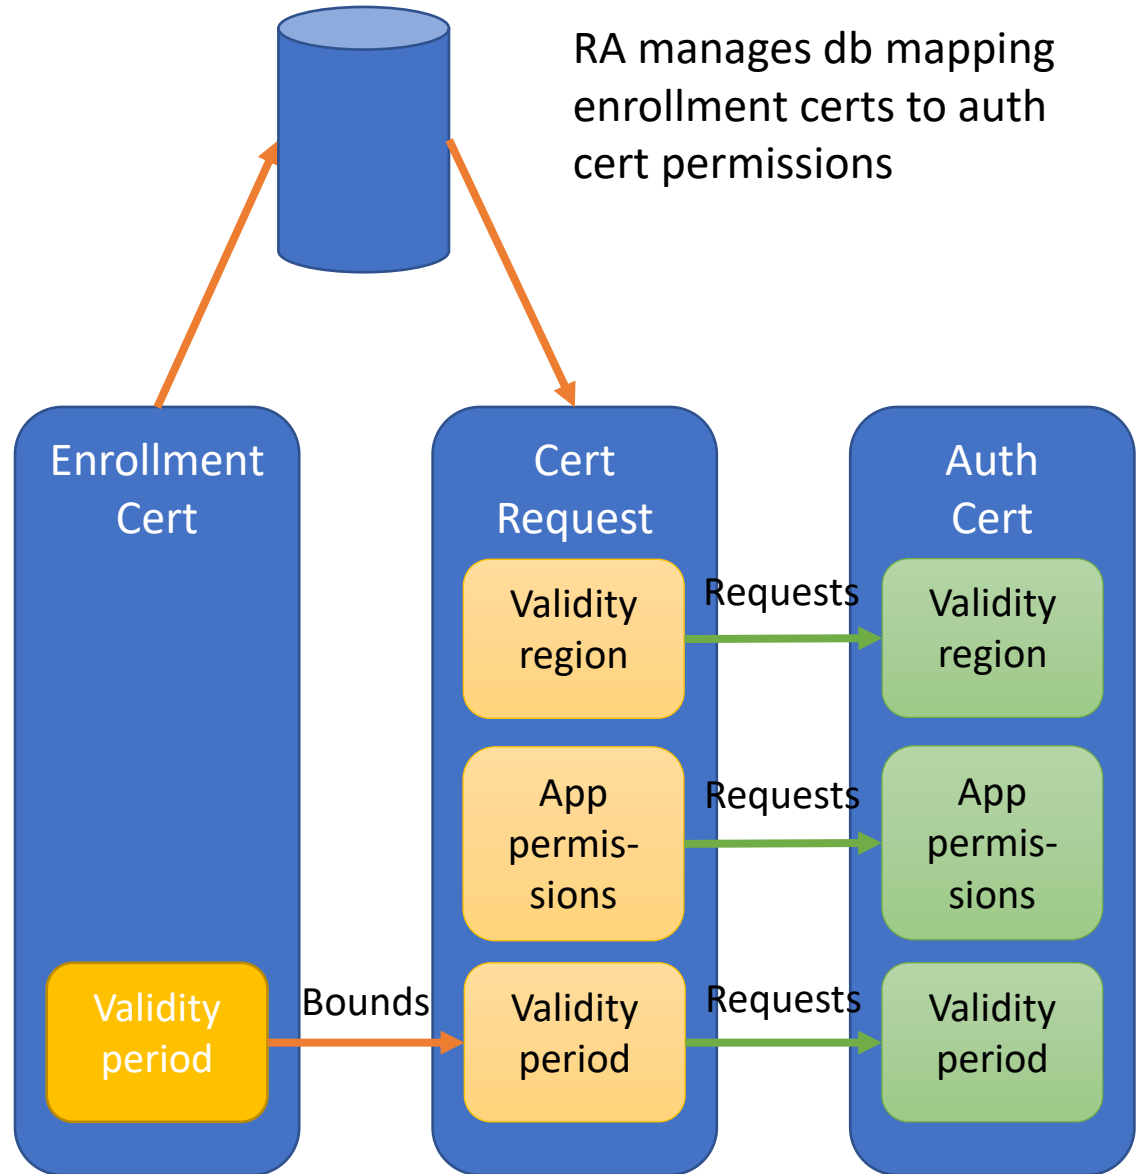 RA manages db mapping
enrollment certs to auth
cert permissions
Enrollment
Cert
Validity
period
Bounds
Cert
Request
Validity
region
App
permis-
sions
Validity
period
Requests
Requests
Requests
Auth
Cert
Validity
region
App
permis-
sions
Validity
period